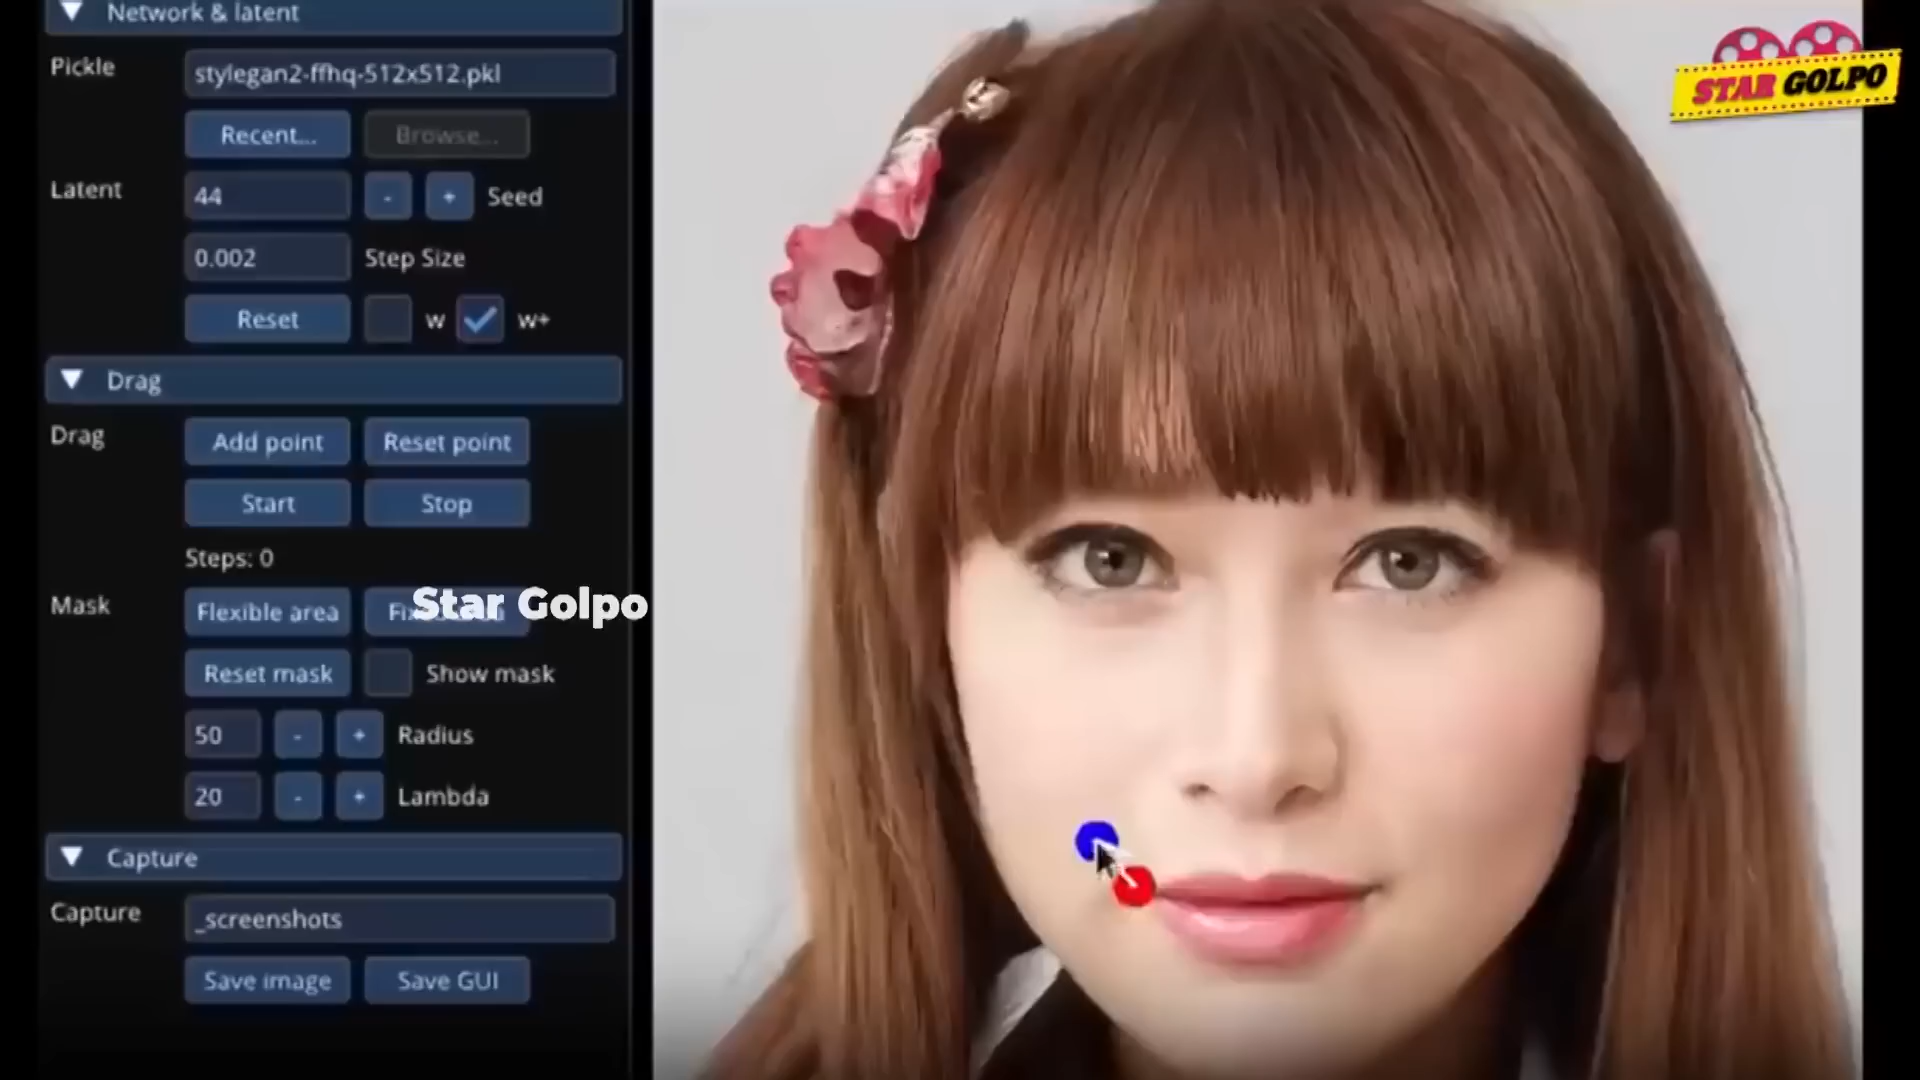 Network & latent
Pickle
stylegan2-ffhq-512x512.pkl
Recent...
Browse...
Latent
44
-
+
Seed
0.002
Step Size
Reset
w
w+
Drag
Drag
Add point
Reset point
Start
Stop
Steps: 0
Mask
Flexible area
Star Golpo
Reset mask
Show mask
50
-
+
Radius
20
-
+
Lambda
Capture
Capture
_screenshots
Save image
Save GUI
STAR GOLPO